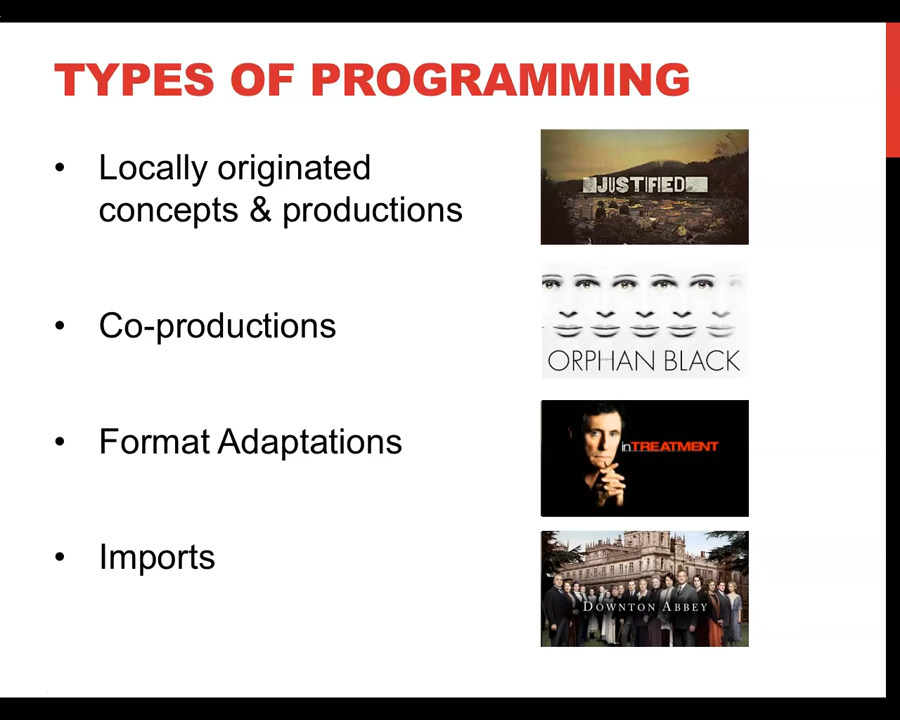 TYPES OF PROGRAMMING
• Locally originated
concepts & productions
JUSTIFIED
• Co-productions
ORPHAN BLACK
• Format Adaptations
inTREATMENT
• Imports
DOWNTON ABBEY